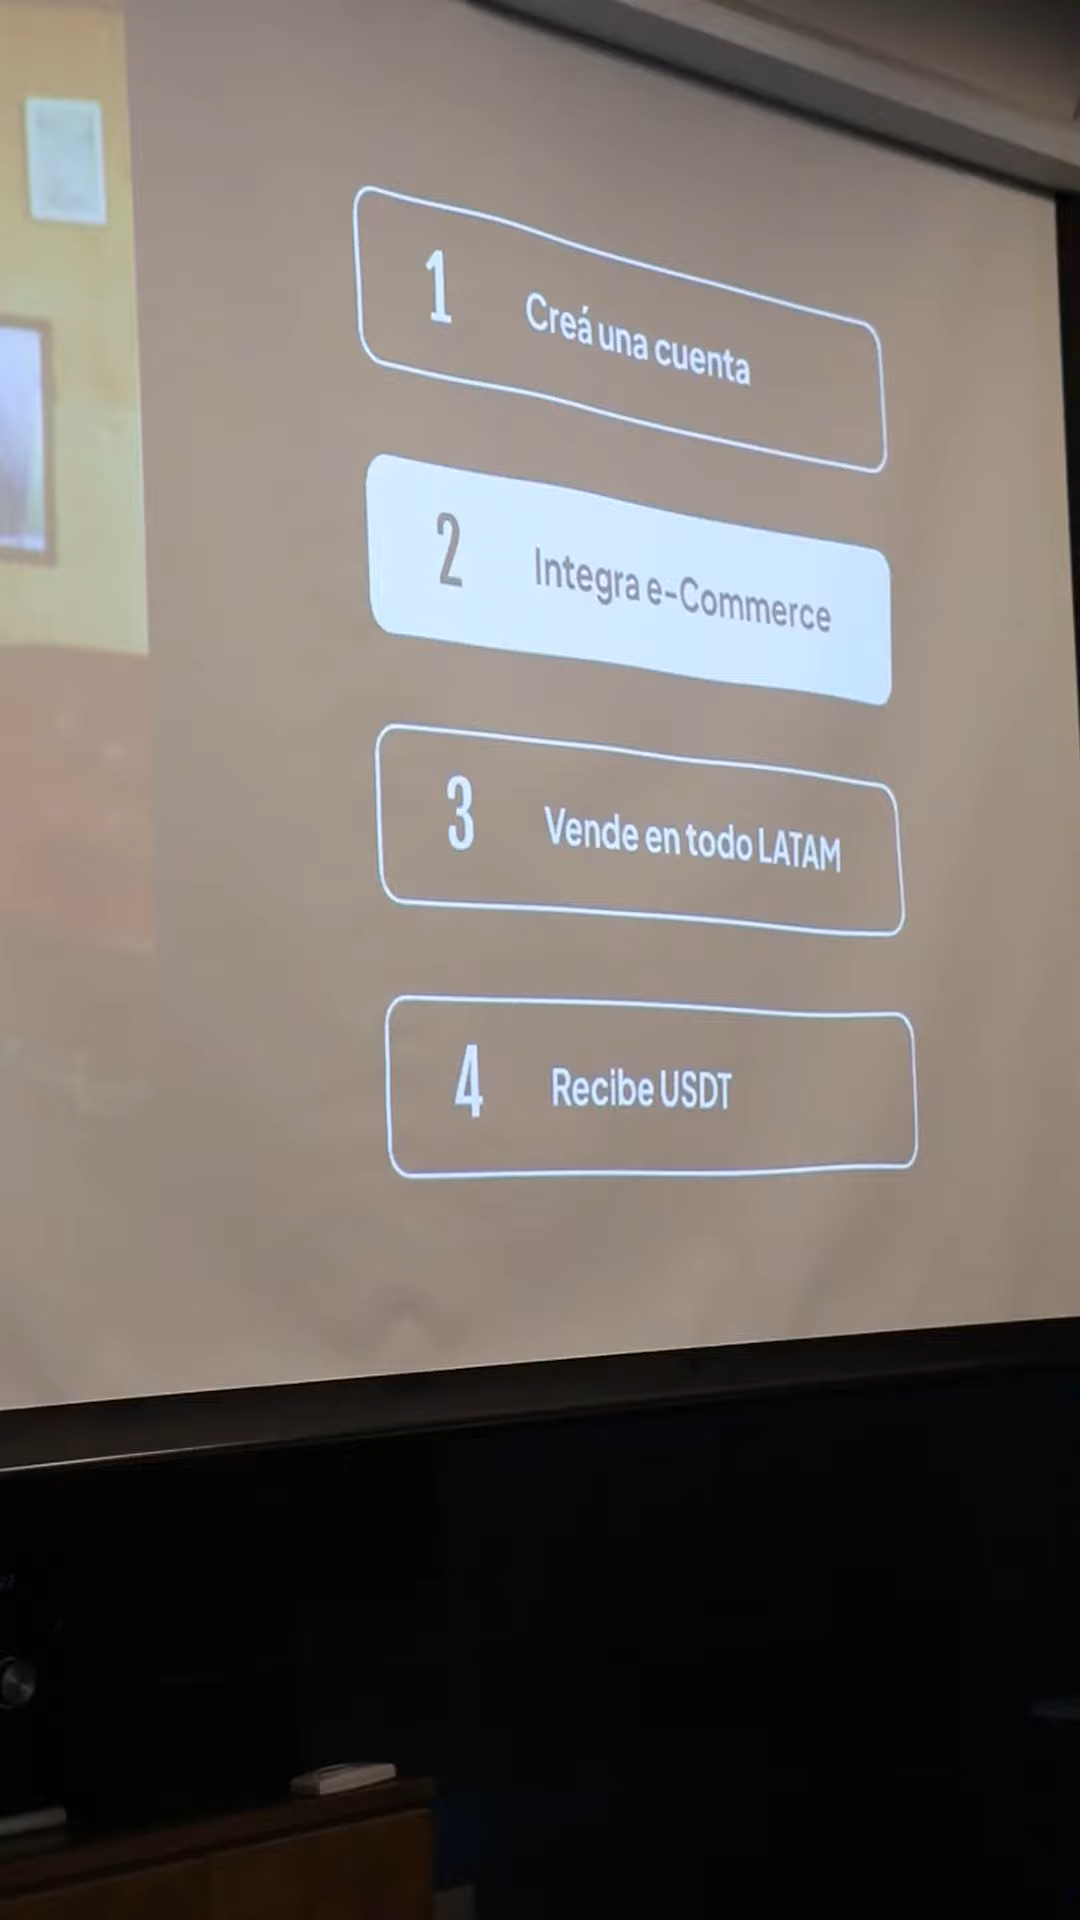 1 Creá una cuenta
2 Integra e-Commerce
3 Vende en todo LATAM
4 Recibe USDT